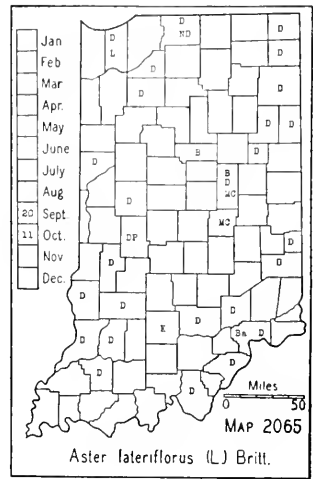 Jan
Feb
Mar
Apr.
May
June
July
Aug
20 Sept.
11 Oct.
Nov
Dec.
D
D
ND
D
L
D
D
D
D
D
D
D
B
D
D
B
D
MC
D
MC
DP
D
D
D
D
D
K
D
D
D
D
Ba
D
D
D
D
Miles
0 50
MAP 2065
Aster lateriflorus (L.) Britt.